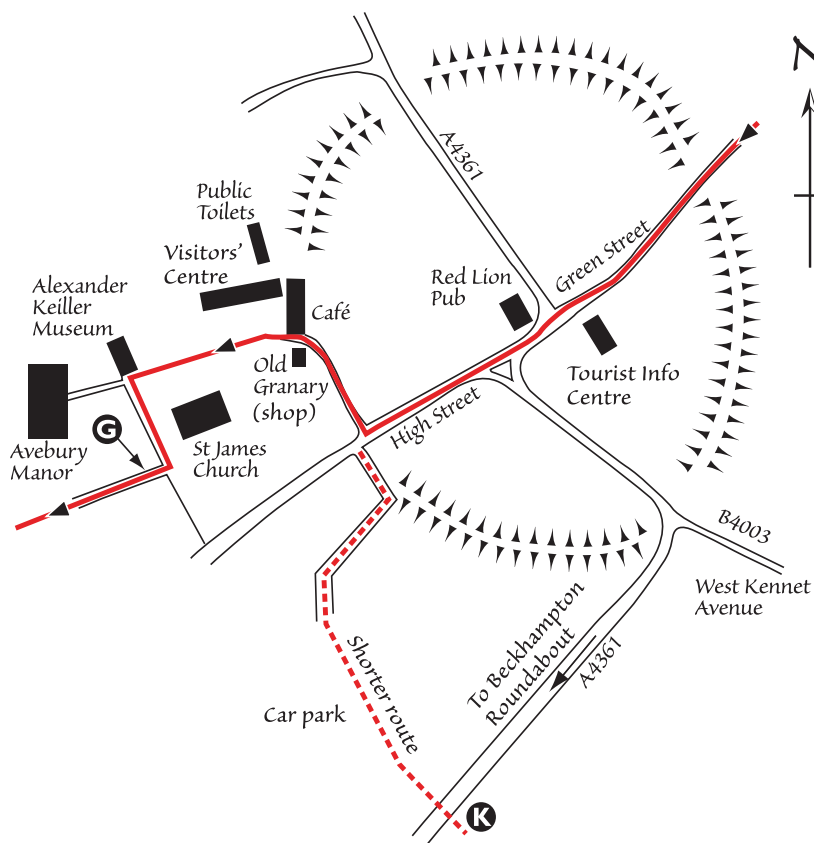 A4361
Public
Toilets
Visitors'
Centre
Café
Alexander
Keiller
Museum
Red Lion
Pub
Green Street
Old
Granary
(shop)
High Street
Tourist Info
Centre
St James
Church
Avebury
Manor
G
B4003
West Kennet
Avenue
To Beckhampton
Roundabout
A4361
Shorter route
Car park
K